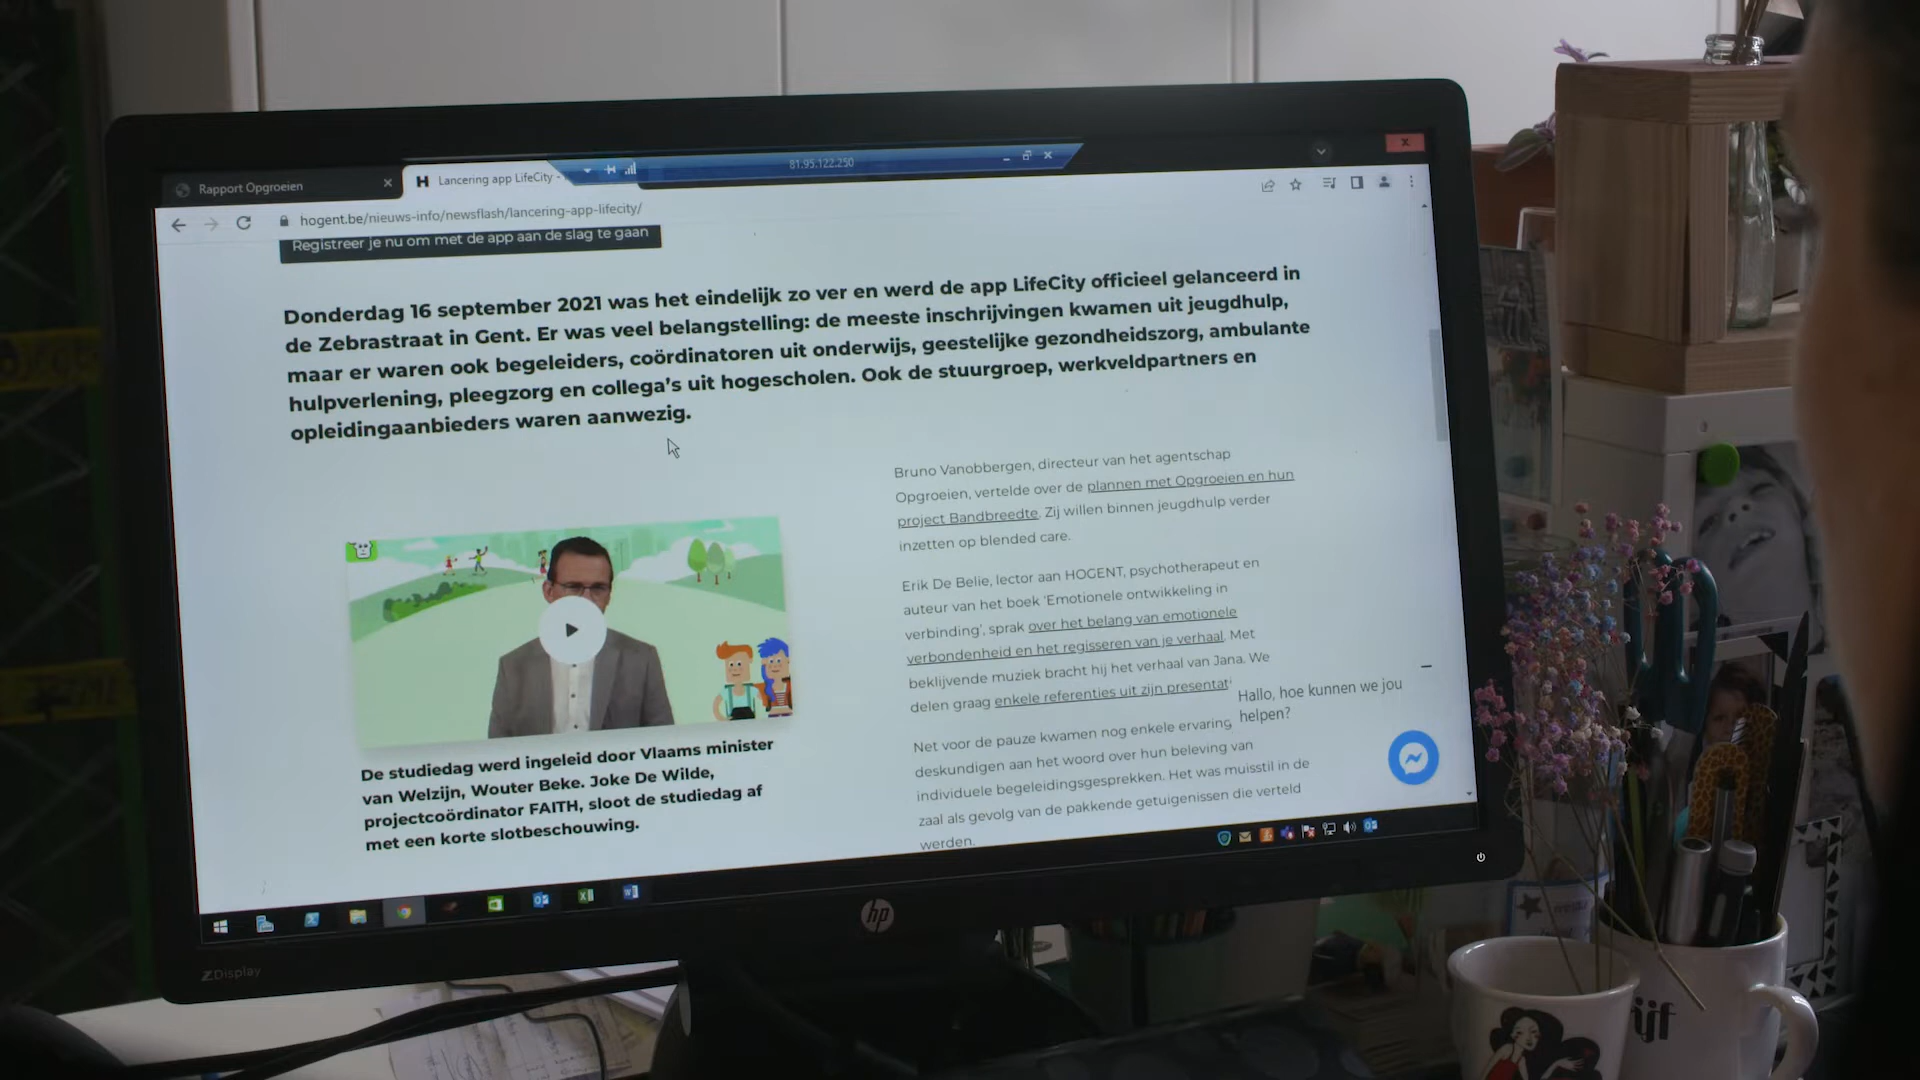 81.95.122.250
Rapport Opgroeien
Lancering app LifeCity -
hogent.be/nieuws-info/newsflash/lancering-app-lifecity/
Registreer je nu om met de app aan de slag te gaan
Donderdag 16 september 2021 was het eindelijk zo ver en werd de app LifeCity officieel gelanceerd in
de Zebrastraat in Gent. Er was veel belangstelling: de meeste inschrijvingen kwamen uit jeugdhulp,
maar er waren ook begeleiders, coördinatoren uit onderwijs, geestelijke gezondheidszorg, ambulante
hulpverlening, pleegzorg en collega's uit hogescholen. Ook de stuurgroep, werkveldpartners en
opleidingaanbieders waren aanwezig.
De studiedag werd ingeleid door Vlaams minister
van Welzijn, Wouter Beke. Joke De Wilde,
projectcoördinator FAITH, sloot de studiedag af
met een korte slotbeschouwing.
Bruno Vanobbergen, directeur van het agentschap
Opgroeien, vertelde over de plannen met Opgroeien en hun
project Bandbreedte. Zij willen binnen jeugdhulp verder
inzetten op blended care.
Erik De Belie, lector aan HOGENT, psychotherapeut en
auteur van het boek 'Emotionele ontwikkeling in
verbinding', sprak over het belang van emotionele
verbondenheid en het regisseren van je verhaal. Met
beklijvende muziek bracht hij het verhaal van Jana. We
delen graag enkele referenties uit zijn presentat
Net voor de pauze kwamen nog enkele ervaring
deskundigen aan het woord over hun beleving van
individuele begeleidingsgesprekken. Het was muisstil in de
zaal als gevolg van de pakkende getuigenissen die verteld
werden.
Hallo, hoe kunnen we jou
helpen?
hp
ZDisplay
ijf